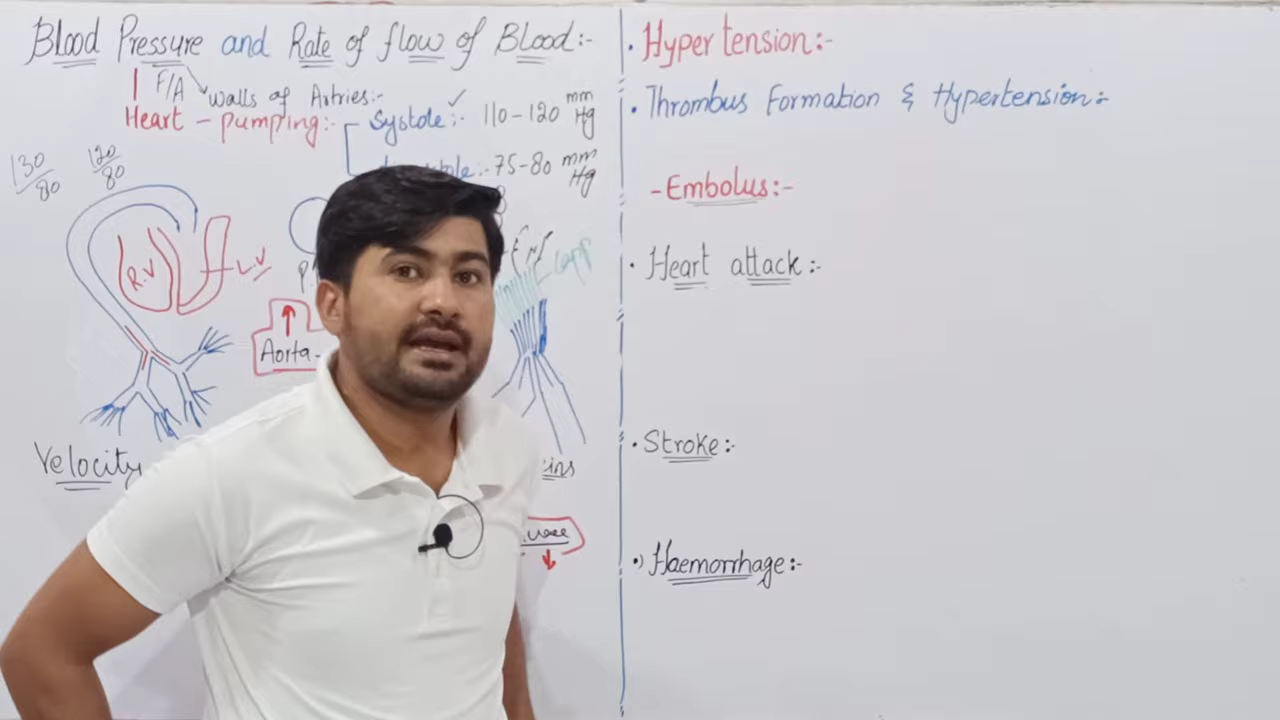 Blood Pressure and Rate of flow of Blood:-
F/A walls of Artries:-
Heart - pumping:- Systole:- 110-120 mm Hg
75-80 mm Hg
130/80 120/80
R.V L.V
Aorta-
Velocity
Hypertension:-
Thrombus Formation & Hypertension:-
- Embolus:-
Heart attack:-
Stroke:-
Haemorrhage:-